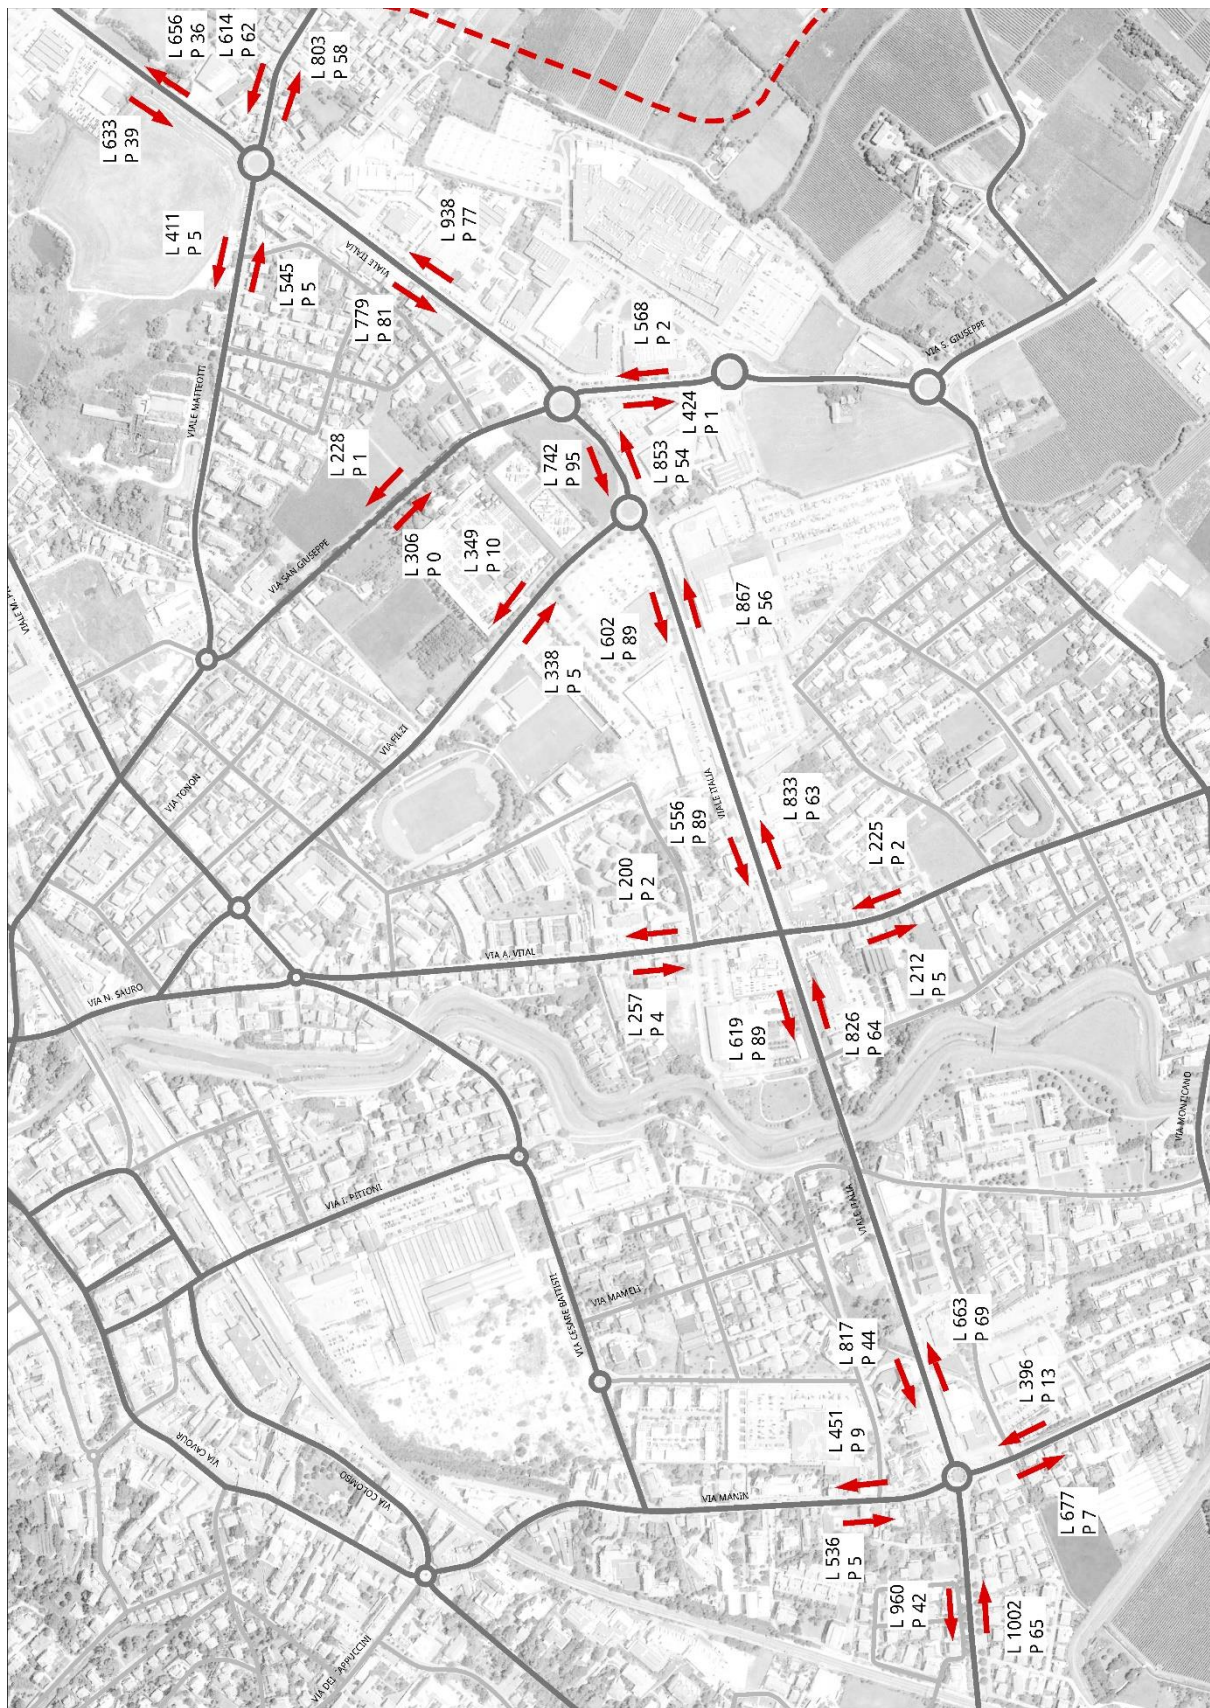 L 656
P 36
L 614
P 62
L 803
P 58
L 633
P 39
L 411
P 5
L 545
P 5
VIALE ITALIA
L 938
P 77
L 779
P 81
VIALE MATTEOTTI
L 568
P 2
VIA S. GIUSEPPE
L 424
P 1
L 228
P 1
L 742
P 95
L 853
P 54
VIA SAN GIUSEPPE
L 306
P 0
L 349
P 10
VIALE M.
L 338
P 5
L 602
P 89
L 867
P 56
VIA FILZI
VIA TONON
VIALE ITALIA
L 556
P 89
L 833
P 63
L 200
P 2
L 225
P 2
VIA A. VITAL
VIA N. SAURO
L 257
P 4
L 619
P 89
L 826
P 64
L 212
P 5
VIA MONTICANO
VIA I. PITTONI
VIALE ITALIA
VIA CESARE BATTISTI
VIA MAMELI
L 817
P 44
L 663
P 69
L 396
P 13
L 451
P 9
VIA CAVOUR
VIA COLOMBO
VIA MANIN
L 677
P 7
L 536
P 5
L 960
P 42
L 1002
P 65
VIA DEI CAPPUCCINI